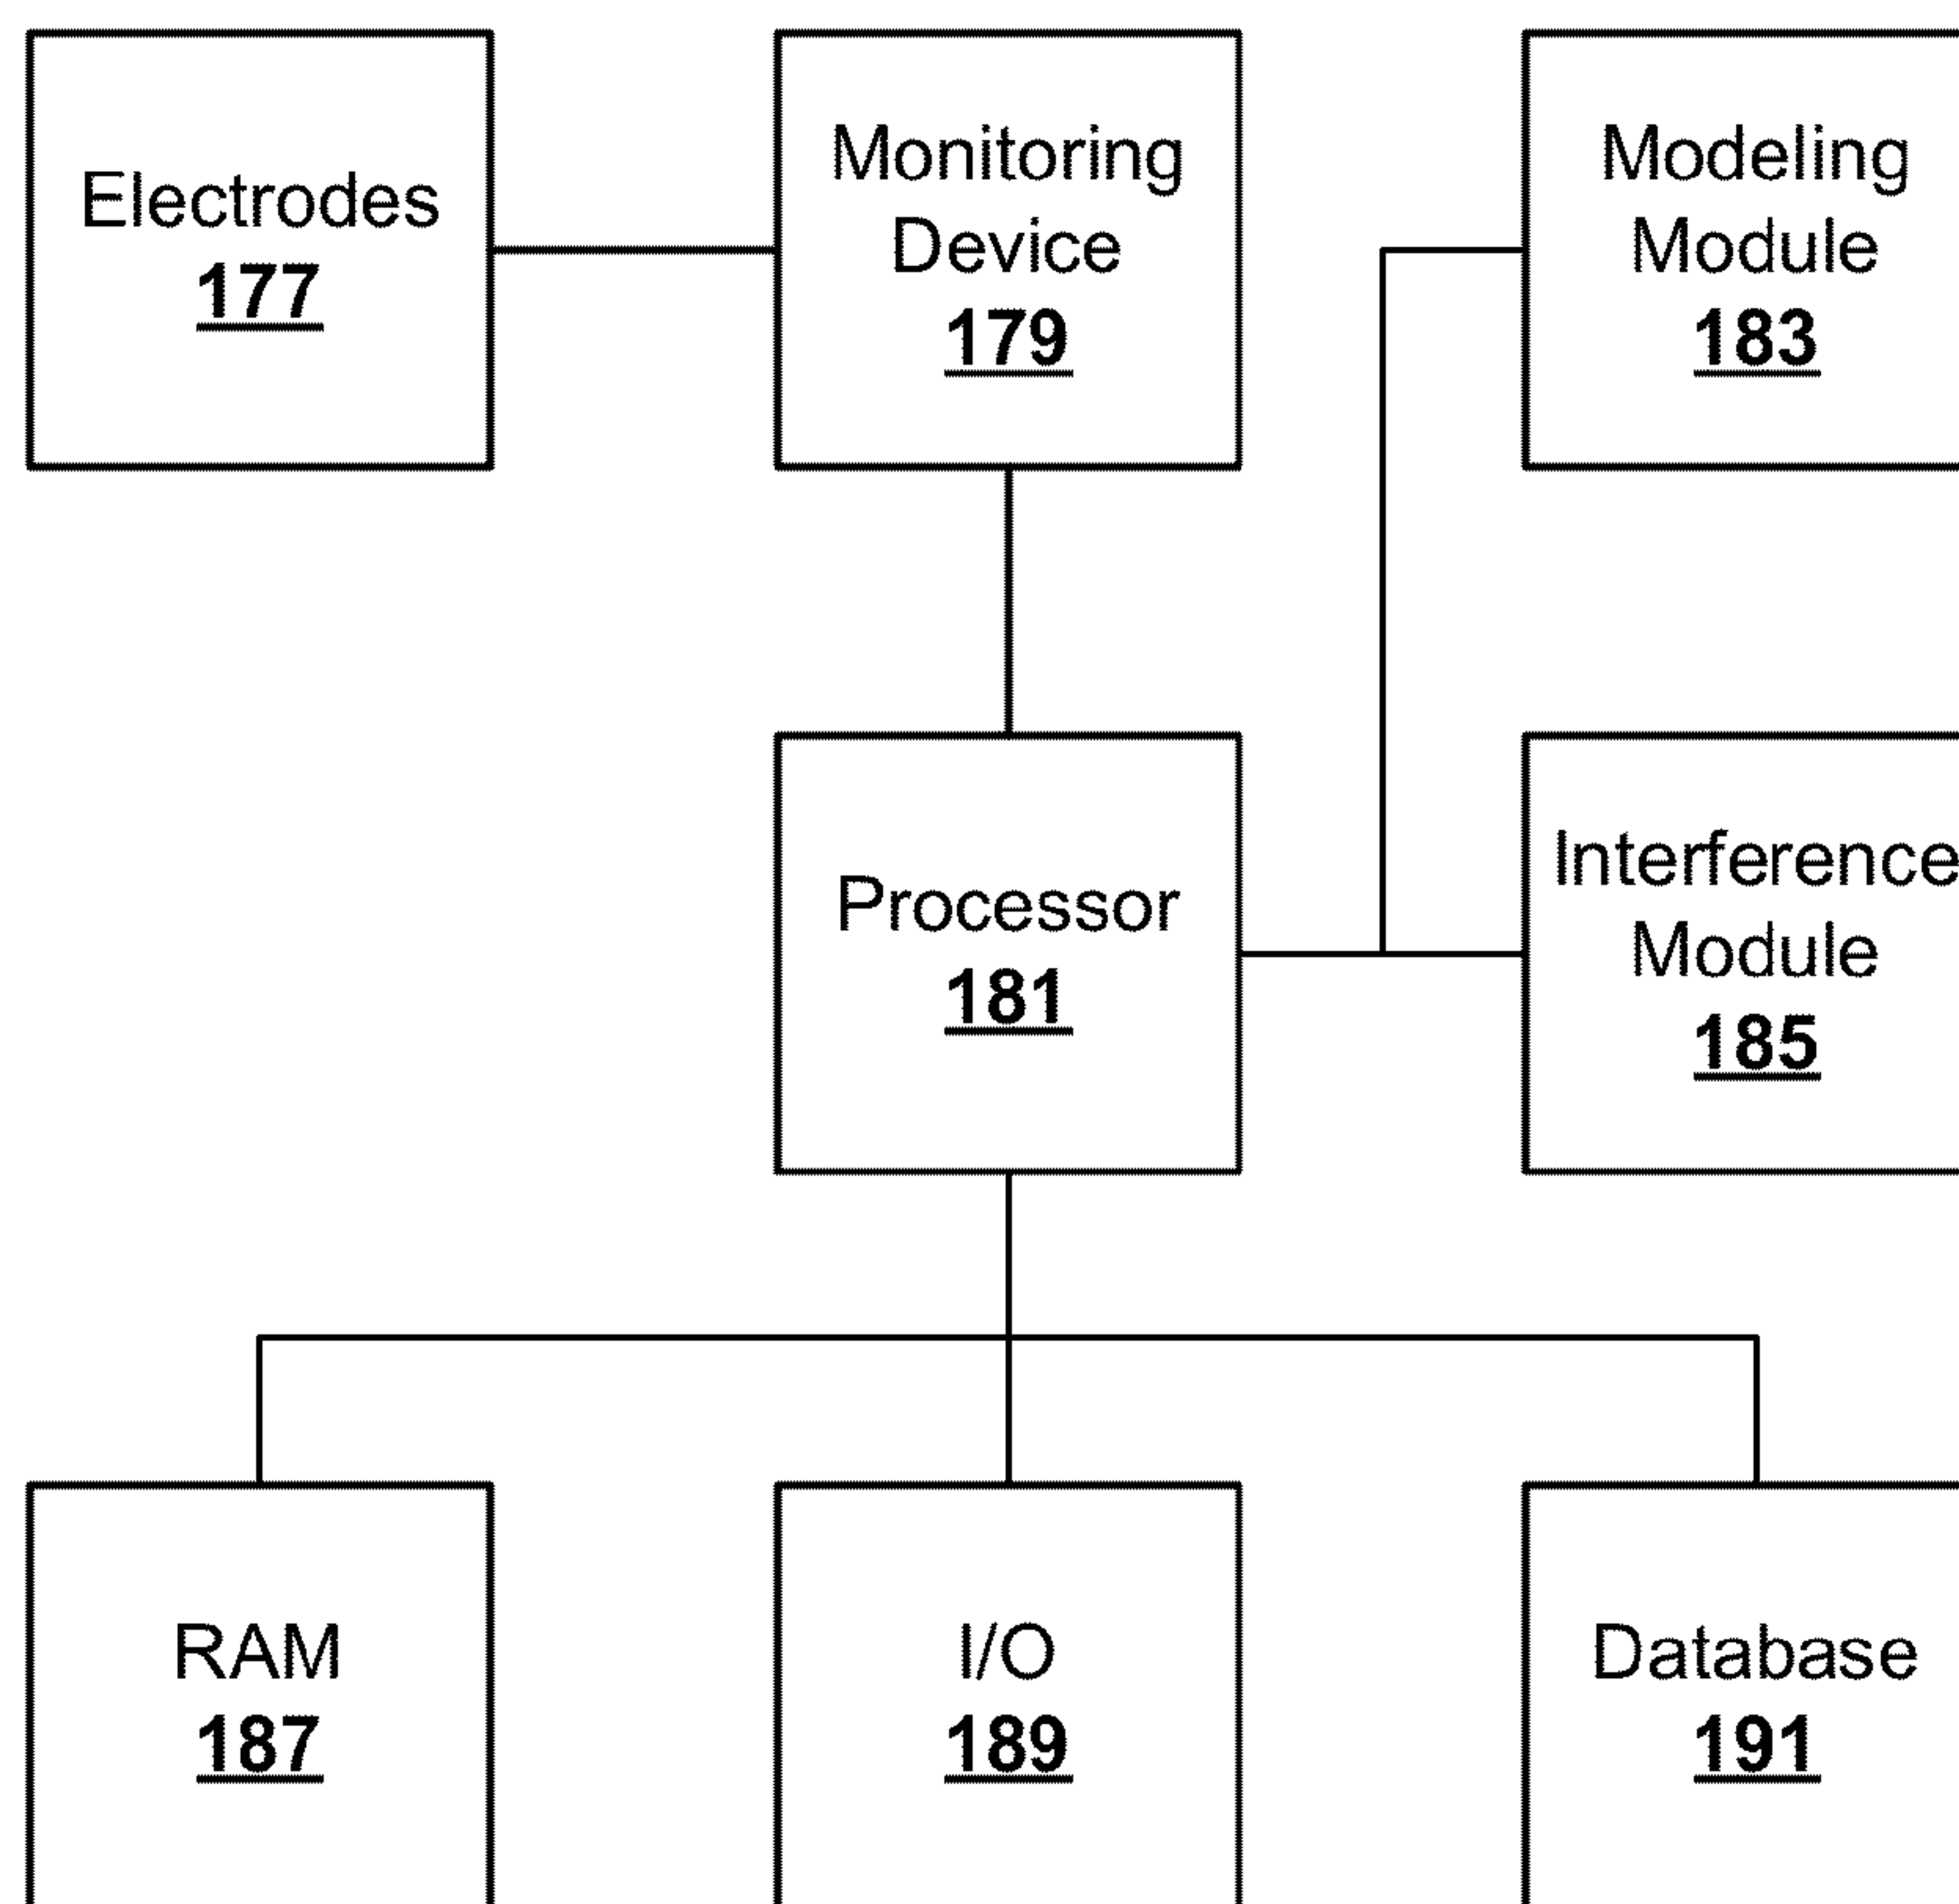 Electrodes
177
Monitoring
Device
179
Modeling
Module
183
Processor
181
Interference
Module
185
RAM
187
I/O
189
Database
191